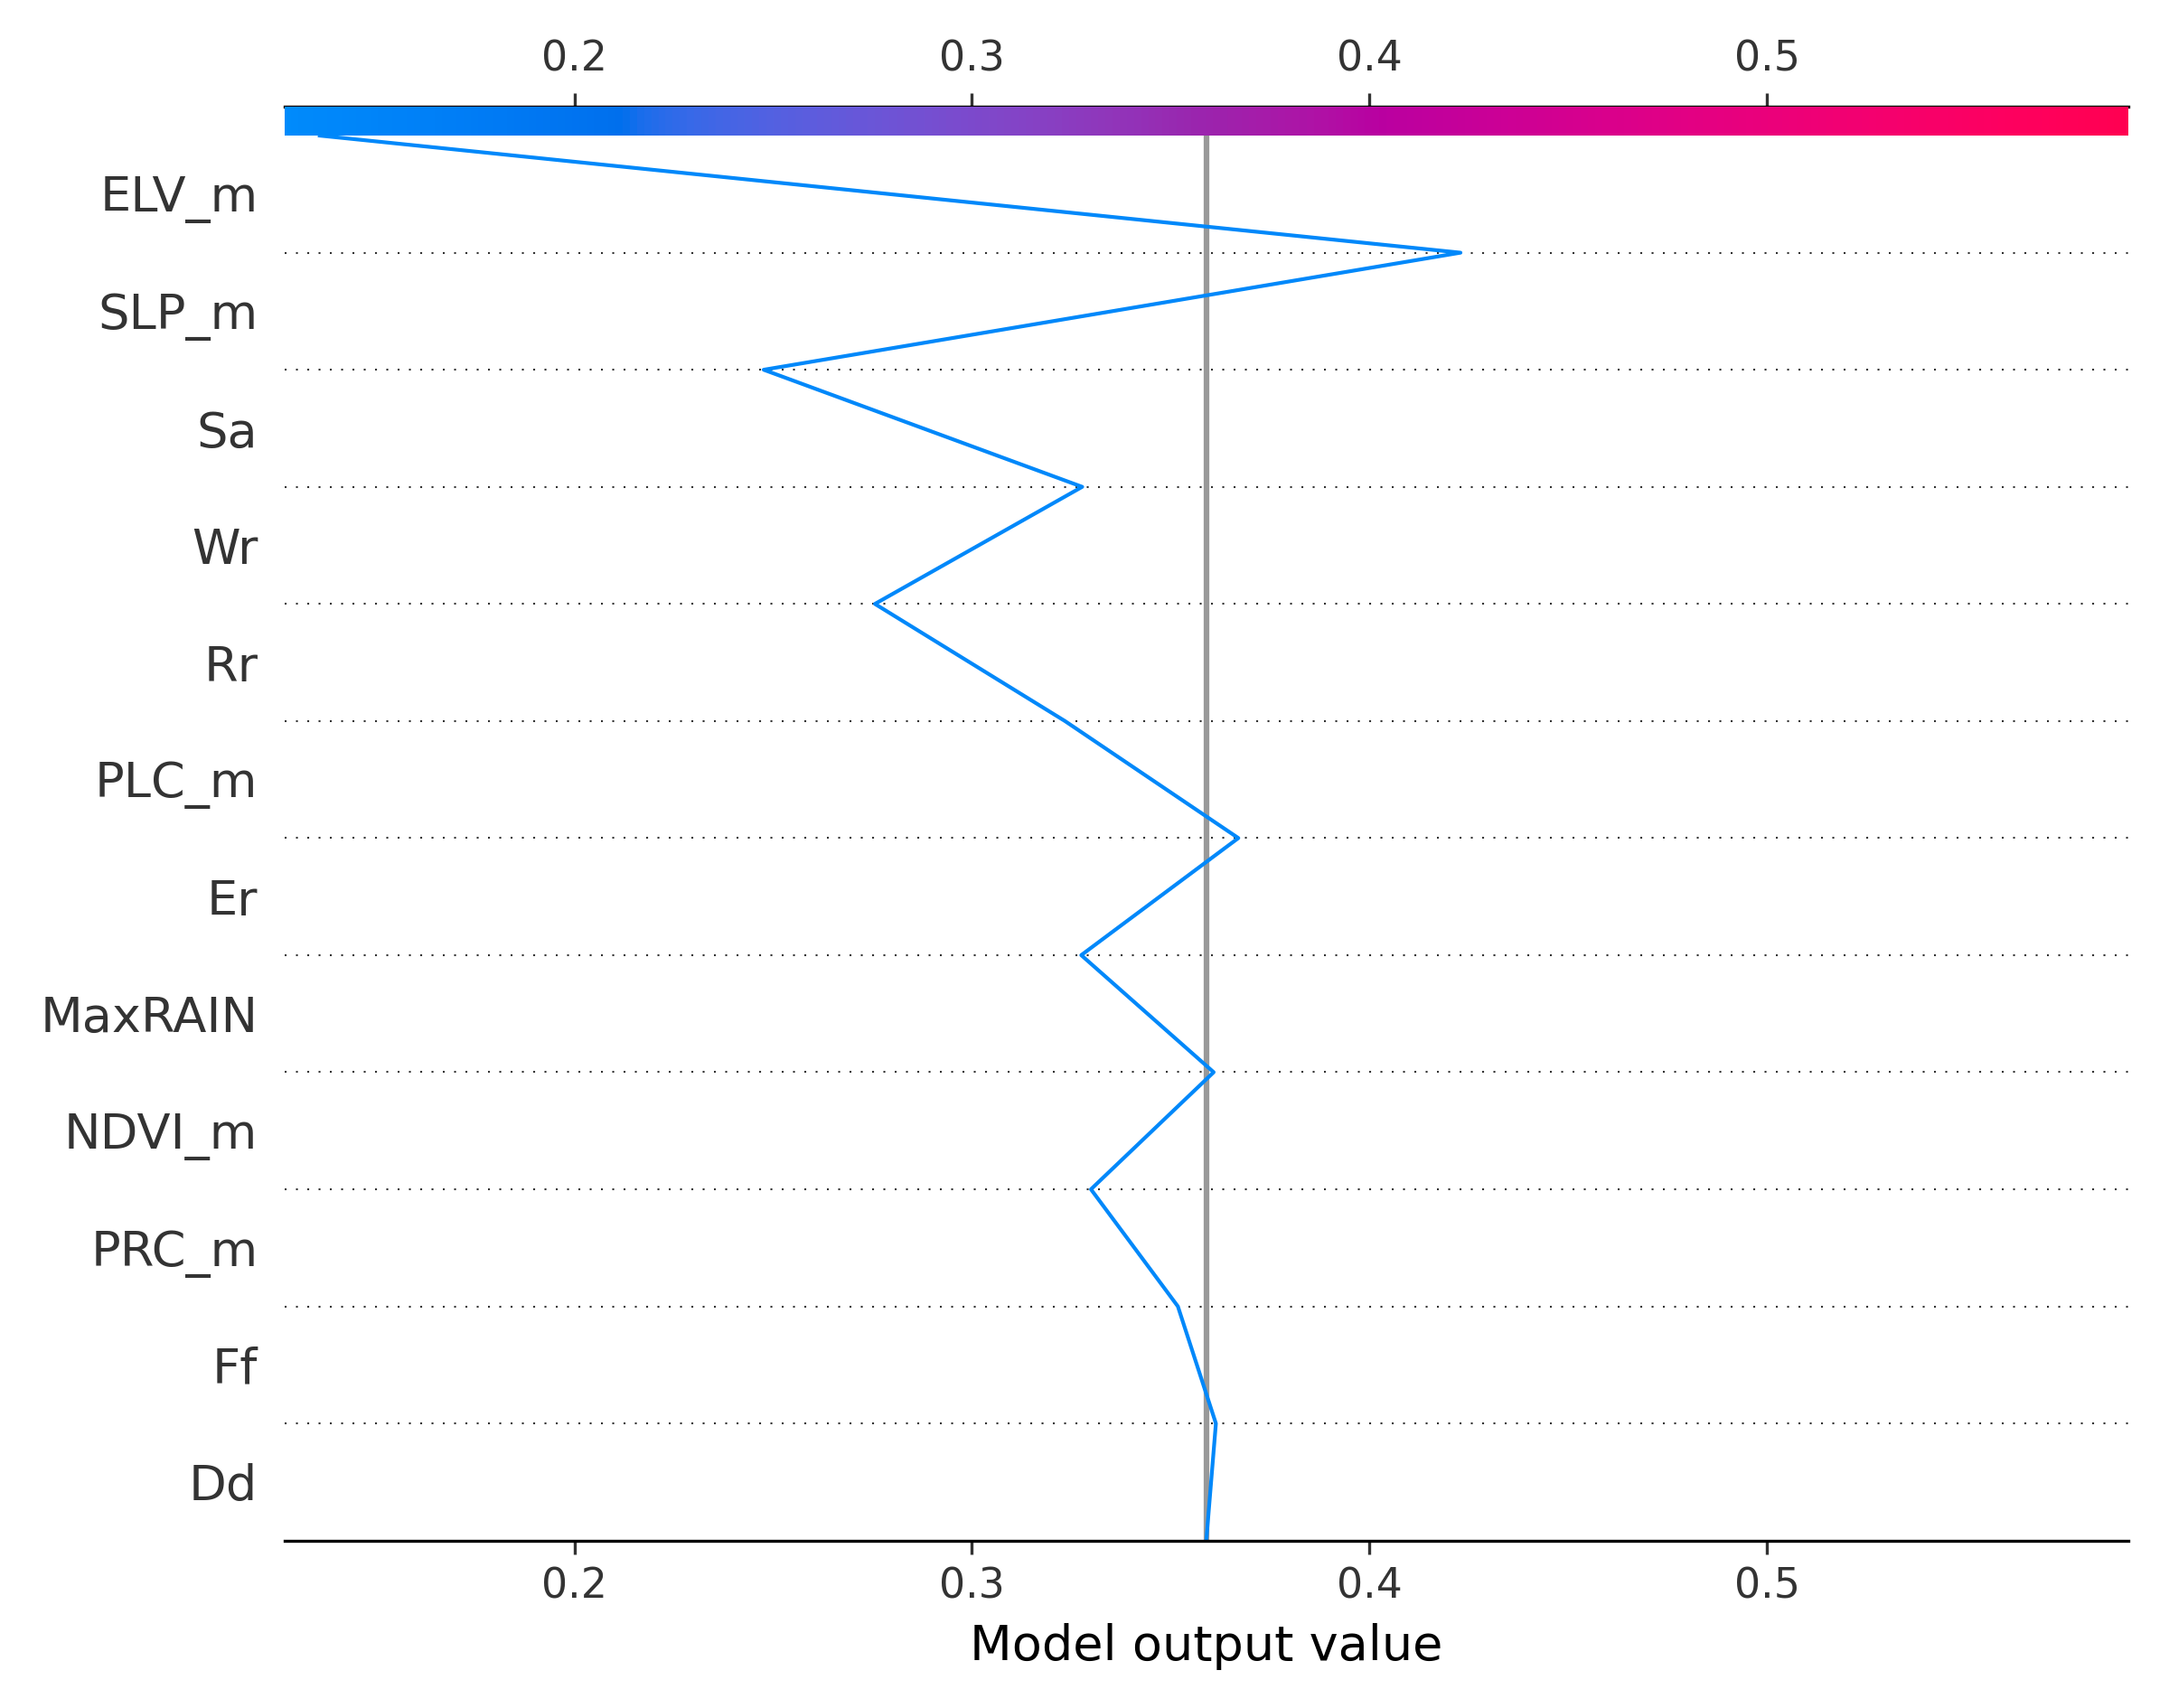 0.2 0.3 0.4 0.5
ELV_m
SLP_m
Sa
Wr
Rr
PLC_m
Er
MaxRAIN
NDVI_m
PRC_m
Ff
Dd
0.2 0.3 0.4 0.5
Model output value